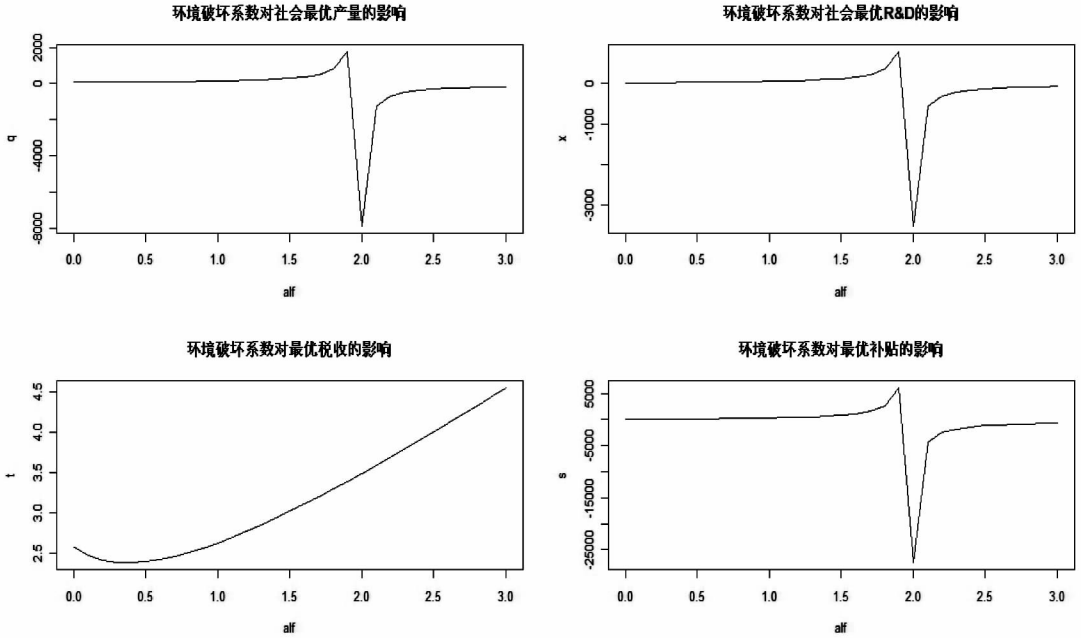 环境破坏系数对社会最优产量的影响
q
2000
0
-4000
-8000
0.0 0.5 1.0 1.5 2.0 2.5 3.0
alf
环境破坏系数对社会最优R&D的影响
x
0
-1000
-3000
0.0 0.5 1.0 1.5 2.0 2.5 3.0
alf
环境破坏系数对最优税收的影响
t
4.5
4.0
3.5
3.0
2.5
0.0 0.5 1.0 1.5 2.0 2.5 3.0
alf
环境破坏系数对最优补贴的影响
s
5000
-5000
-15000
-25000
0.0 0.5 1.0 1.5 2.0 2.5 3.0
alf